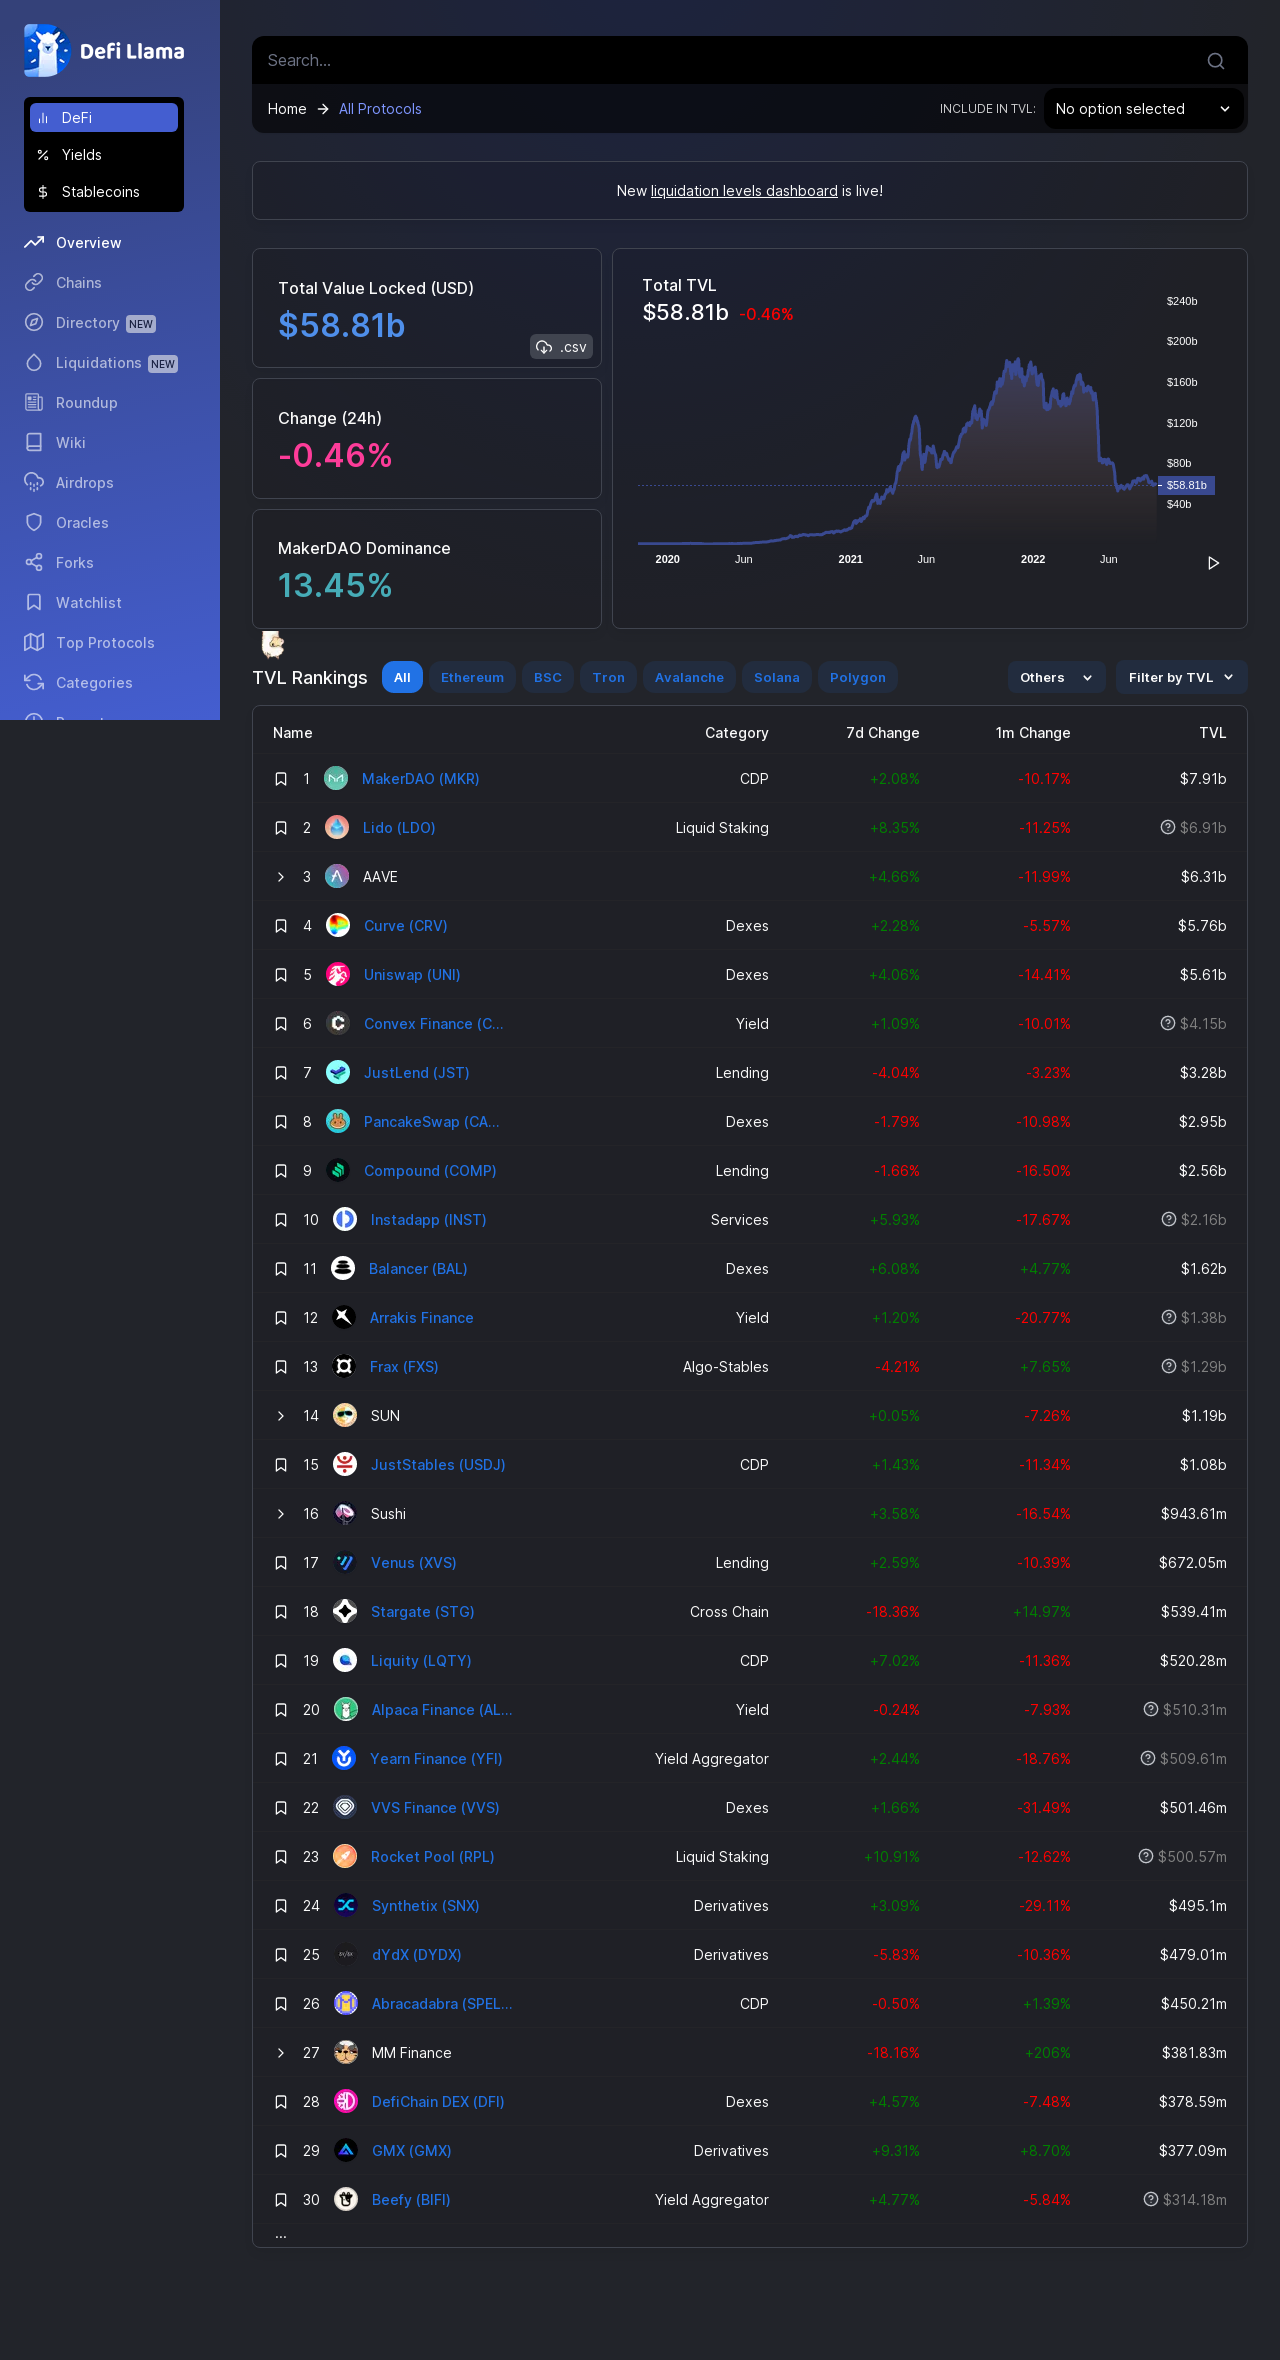 Defi Llama
DeFi
Yields
Stablecoins
Overview
Chains
Directory NEW
Liquidations NEW
Roundup
Wiki
Airdrops
Oracles
Forks
Watchlist
Top Protocols
Categories
Search...
Home All Protocols INCLUDE IN TVL: No option selected
New liquidation levels dashboard is live!
Total Value Locked (USD)
$58.81b
.csv
Change (24h)
-0.46%
MakerDAO Dominance
13.45%
Total TVL
$58.81b -0.46%
$240b
$200b
$160b
$120b
$80b
$58.81b
$40b
2020 Jun 2021 Jun 2022 Jun
TVL Rankings All Ethereum BSC Tron Avalanche Solana Polygon Others Filter by TVL
Name Category 7d Change 1m Change TVL
1 MakerDAO (MKR) CDP +2.08% -10.17% $7.91b
2 Lido (LDO) Liquid Staking +8.35% -11.25% $6.91b
3 AAVE +4.66% -11.99% $6.31b
4 Curve (CRV) Dexes +2.28% -5.57% $5.76b
5 Uniswap (UNI) Dexes +4.06% -14.41% $5.61b
6 Convex Finance (C... Yield +1.09% -10.01% $4.15b
7 JustLend (JST) Lending -4.04% -3.23% $3.28b
8 PancakeSwap (CA... Dexes -1.79% -10.98% $2.95b
9 Compound (COMP) Lending -1.66% -16.50% $2.56b
10 Instadapp (INST) Services +5.93% -17.67% $2.16b
11 Balancer (BAL) Dexes +6.08% +4.77% $1.62b
12 Arrakis Finance Yield +1.20% -20.77% $1.38b
13 Frax (FXS) Algo-Stables -4.21% +7.65% $1.29b
14 SUN +0.05% -7.26% $1.19b
15 JustStables (USDJ) CDP +1.43% -11.34% $1.08b
16 Sushi +3.58% -16.54% $943.61m
17 Venus (XVS) Lending +2.59% -10.39% $672.05m
18 Stargate (STG) Cross Chain -18.36% +14.97% $539.41m
19 Liquity (LQTY) CDP +7.02% -11.36% $520.28m
20 Alpaca Finance (AL... Yield -0.24% -7.93% $510.31m
21 Yearn Finance (YFI) Yield Aggregator +2.44% -18.76% $509.61m
22 VVS Finance (VVS) Dexes +1.66% -31.49% $501.46m
23 Rocket Pool (RPL) Liquid Staking +10.91% -12.62% $500.57m
24 Synthetix (SNX) Derivatives +3.09% -29.11% $495.1m
25 dYdX (DYDX) Derivatives -5.83% -10.36% $479.01m
26 Abracadabra (SPEL... CDP -0.50% +1.39% $450.21m
27 MM Finance -18.16% +206% $381.83m
28 DefiChain DEX (DFI) Dexes +4.57% -7.48% $378.59m
29 GMX (GMX) Derivatives +9.31% +8.70% $377.09m
30 Beefy (BIFI) Yield Aggregator +4.77% -5.84% $314.18m
...